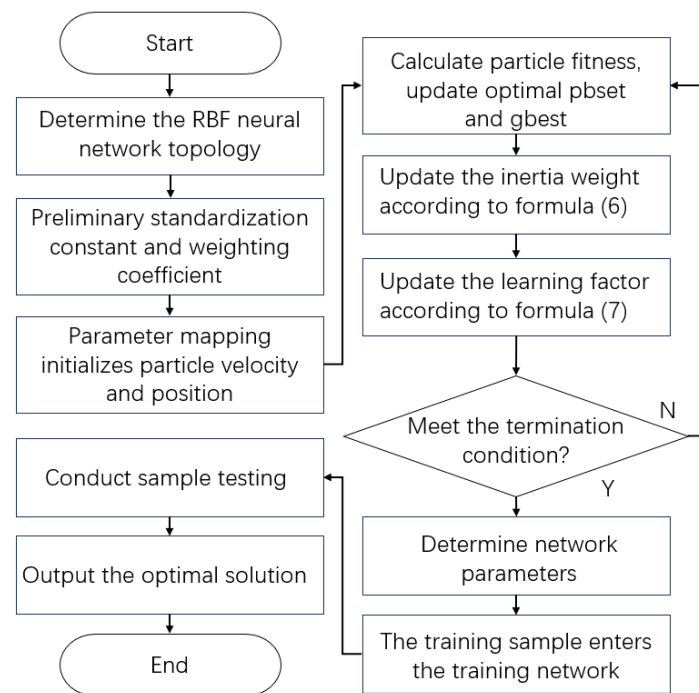 Start
Determine the RBF neural
network topology
Preliminary standardization
constant and weighting
coefficient
Parameter mapping
initializes particle velocity
and position
Calculate particle fitness,
update optimal pbset
and gbest
Update the inertia weight
according to formula (6)
Update the learning factor
according to formula (7)
Meet the termination
condition?
N
Y
Determine network
parameters
The training sample enters
the training network
Conduct sample testing
Output the optimal solution
End